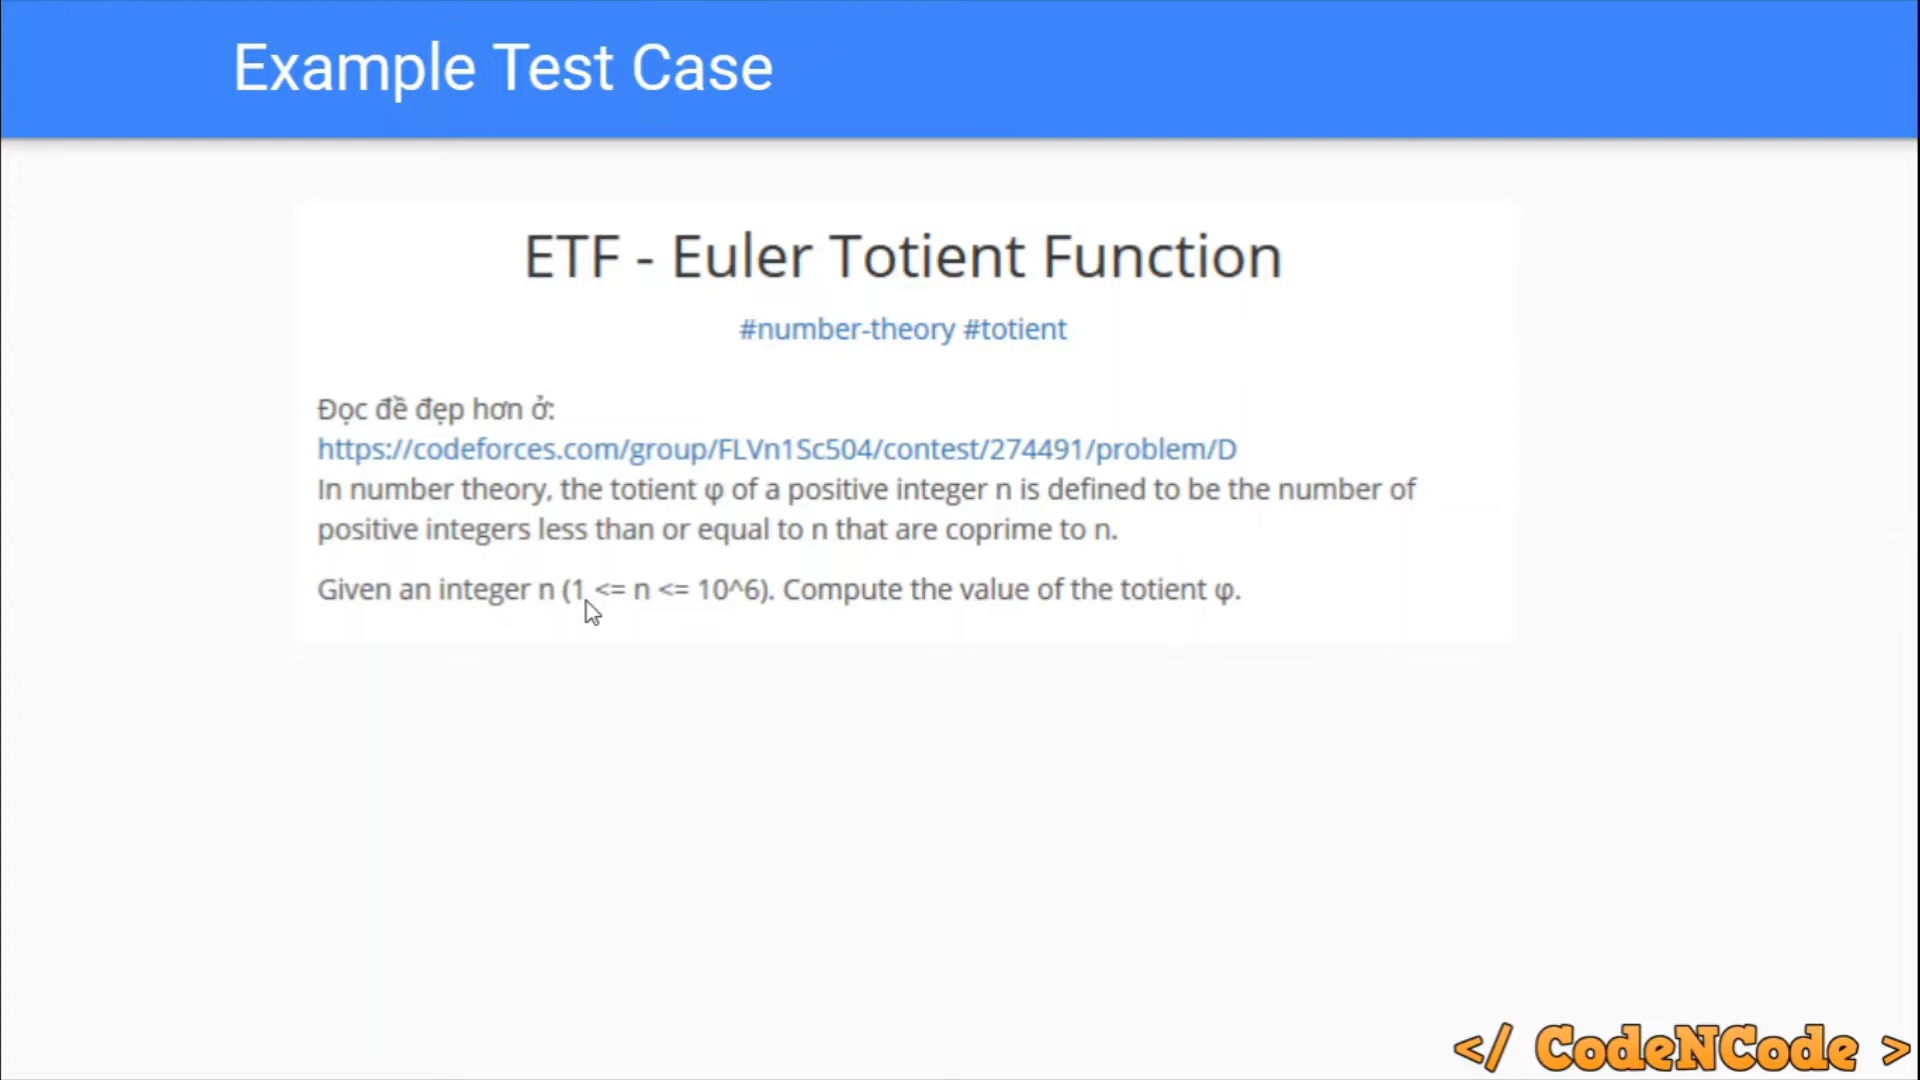 Example Test Case
ETF - Euler Totient Function
#number-theory #totient
Đọc đề đẹp hơn ở:
https://codeforces.com/group/FLVn1Sc504/contest/274491/problem/D
In number theory, the totient φ of a positive integer n is defined to be the number of
positive integers less than or equal to n that are coprime to n.
Given an integer n (1 <= n <= 10^6). Compute the value of the totient φ.
</ CodeNCode >